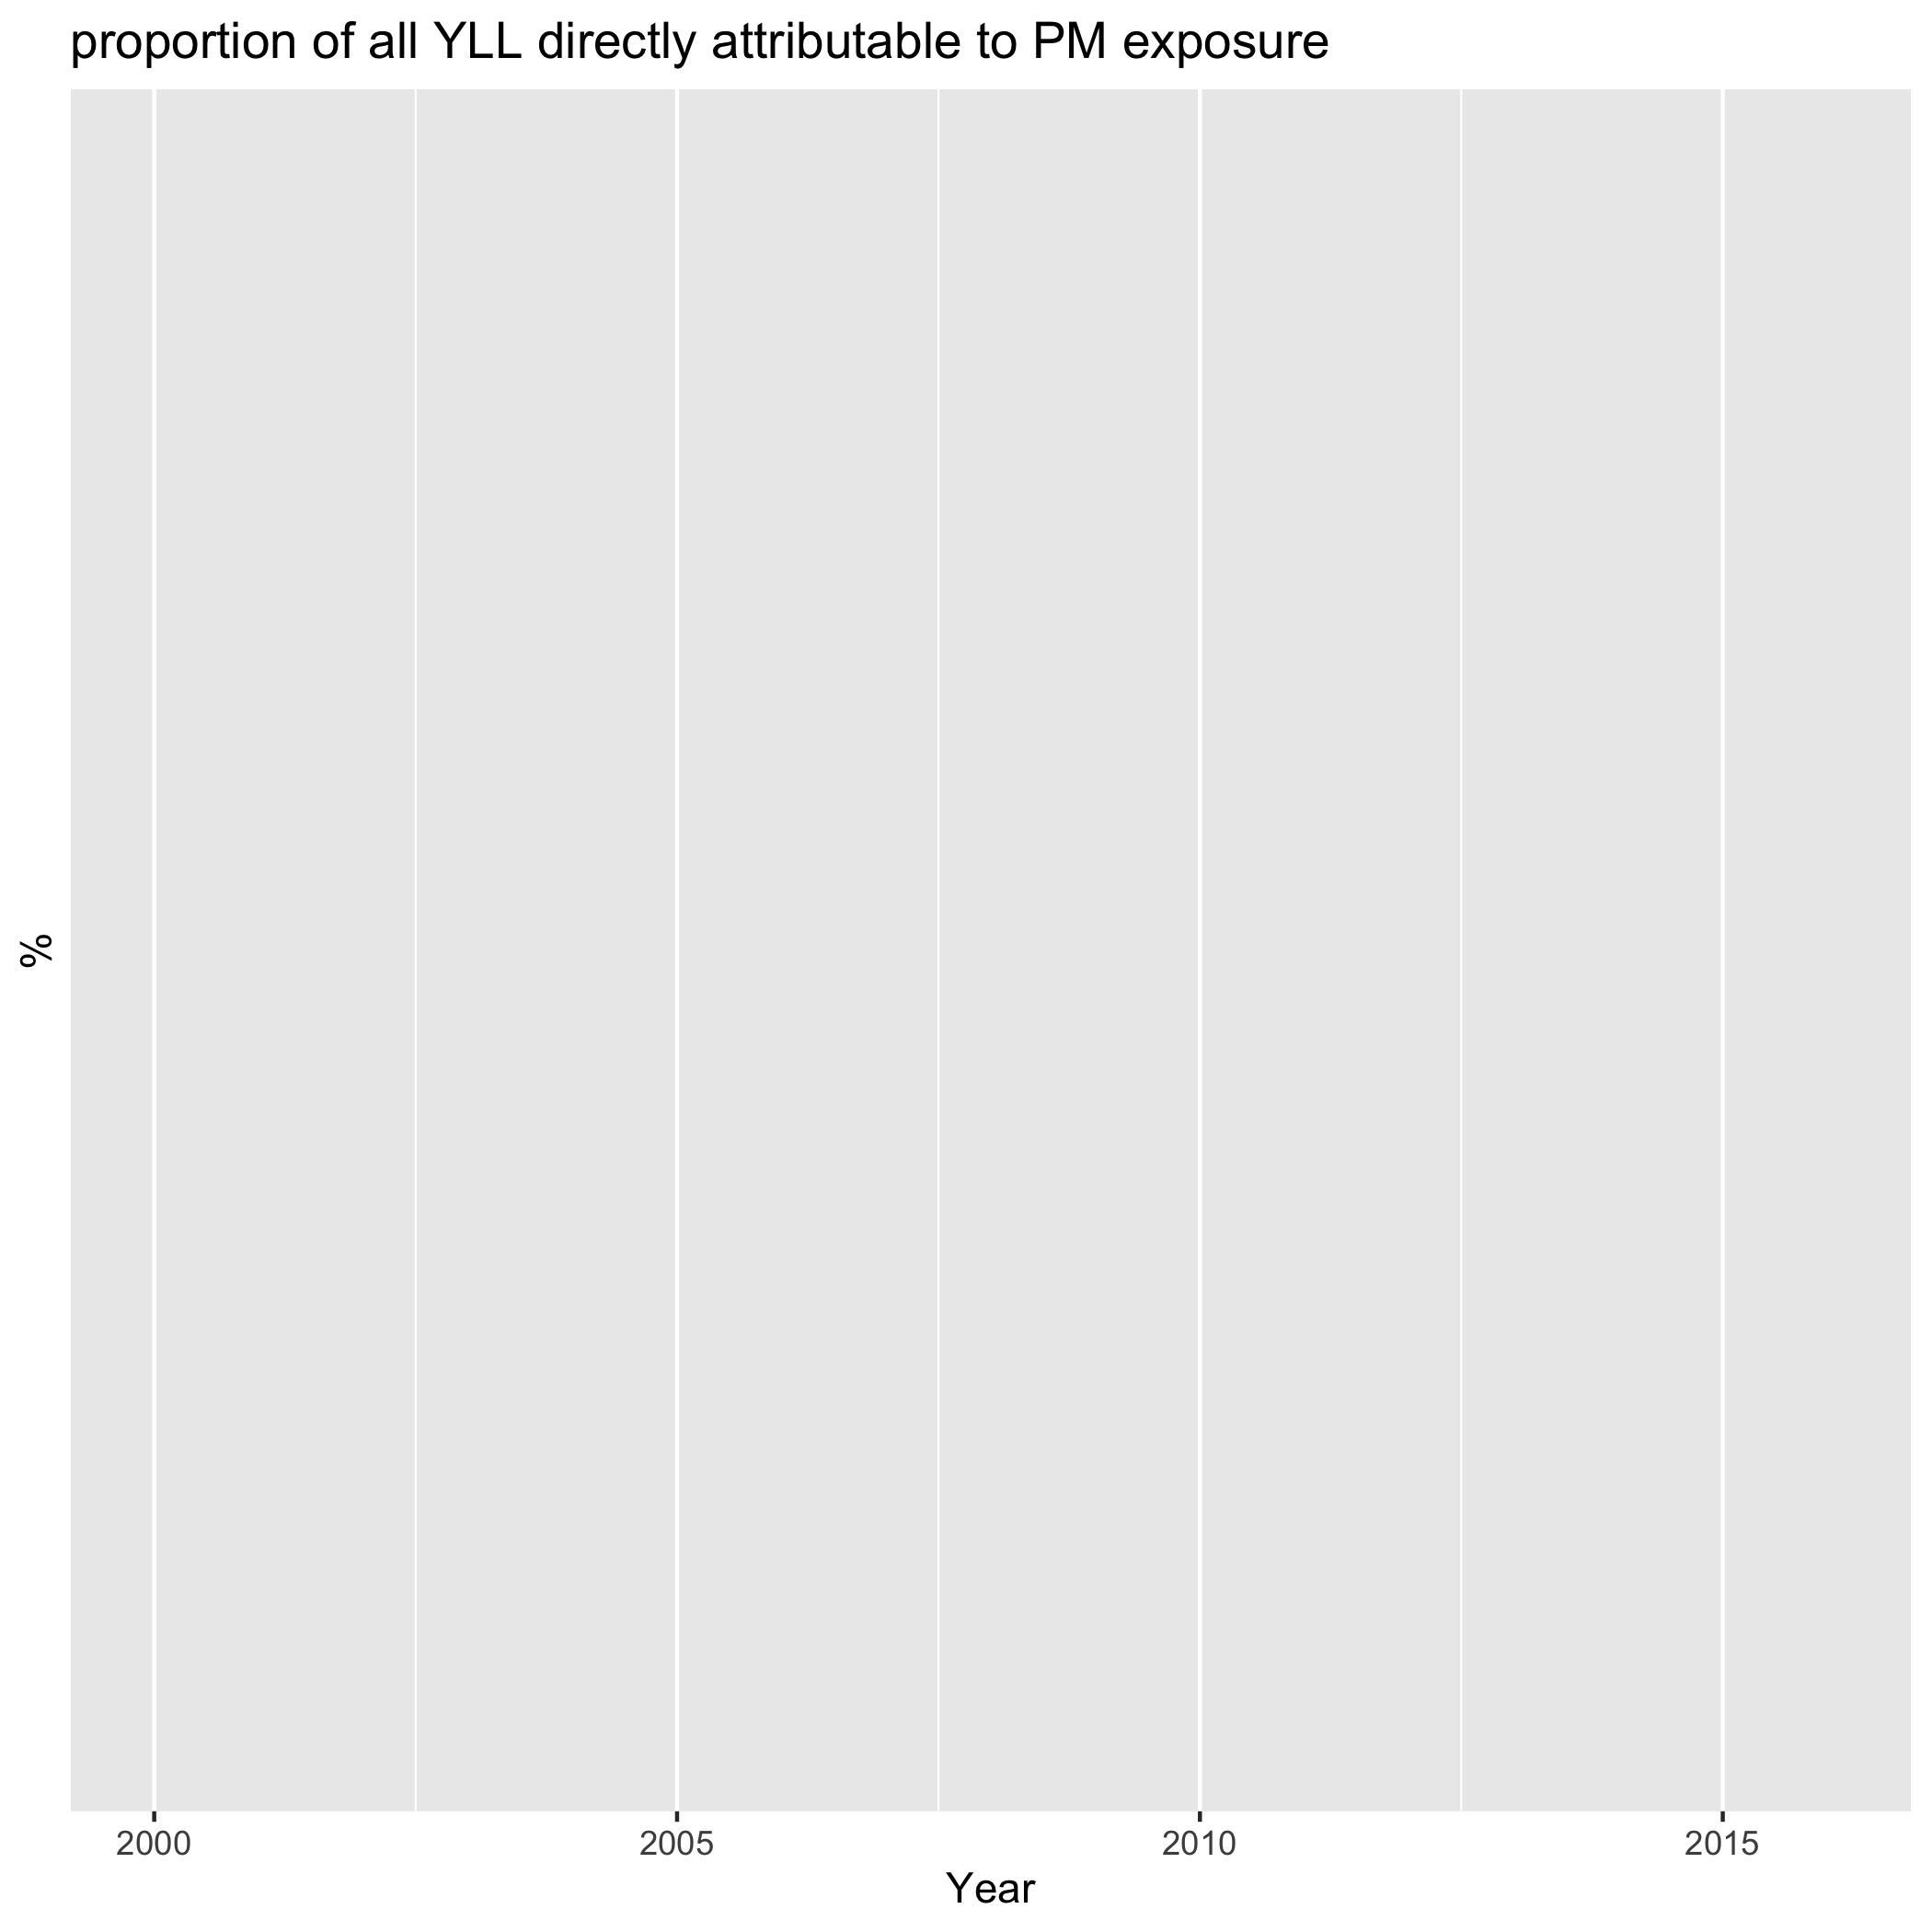 proportion of all YLL directly attributable to PM exposure
%
2000 2005 2010 2015
Year